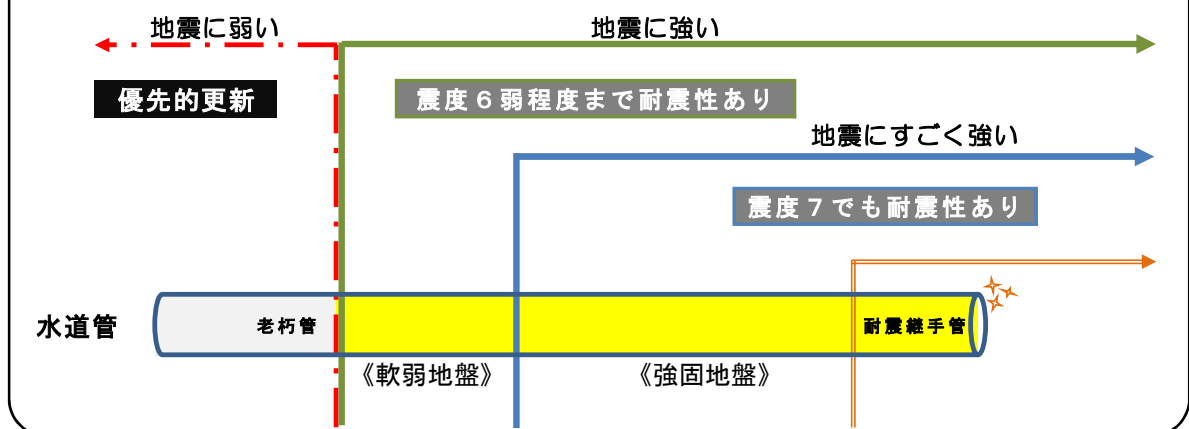 地震に弱い
地震に強い
優先的更新
震度６弱程度まで耐震性あり
地震にすごく強い
震度７でも耐震性あり
水道管
老朽管
耐震継手管
《軟弱地盤》
《強固地盤》